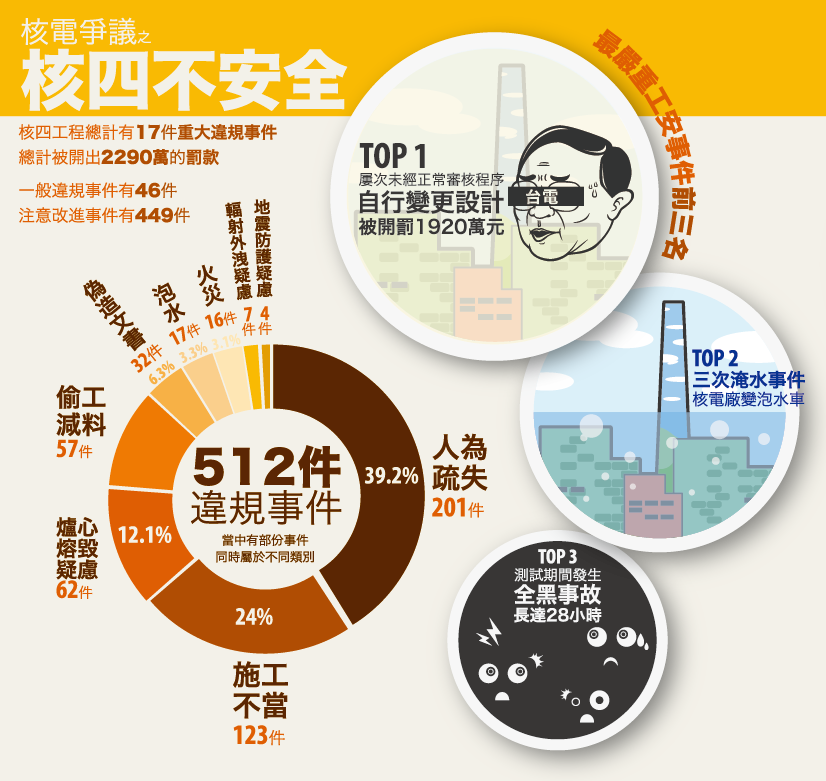 核電爭議之
核四不安全
核四工程總計有17件重大違規事件
總計被開出2290萬的罰款
一般違規事件有46件
注意改進事件有449件
最嚴重工安事件前三名
TOP 1
屢次未經正常審核程序
自行變更設計
被開罰1920萬元
台電
TOP 2
三次淹水事件
核電廠變泡水車
TOP 3
測試期間發生
全黑事故
長達28小時
512件
違規事件
當中有部份事件
同時屬於不同類別
人為
疏失
201件
39.2%
施工
不當
123件
24%
爐心
熔毀
疑慮
62件
12.1%
偷工
減料
57件
偽造文書
32件
6.3%
泡水
17件
3.3%
火災
16件
3.1%
輻射外洩疑慮
7件
地震防護疑慮
4件